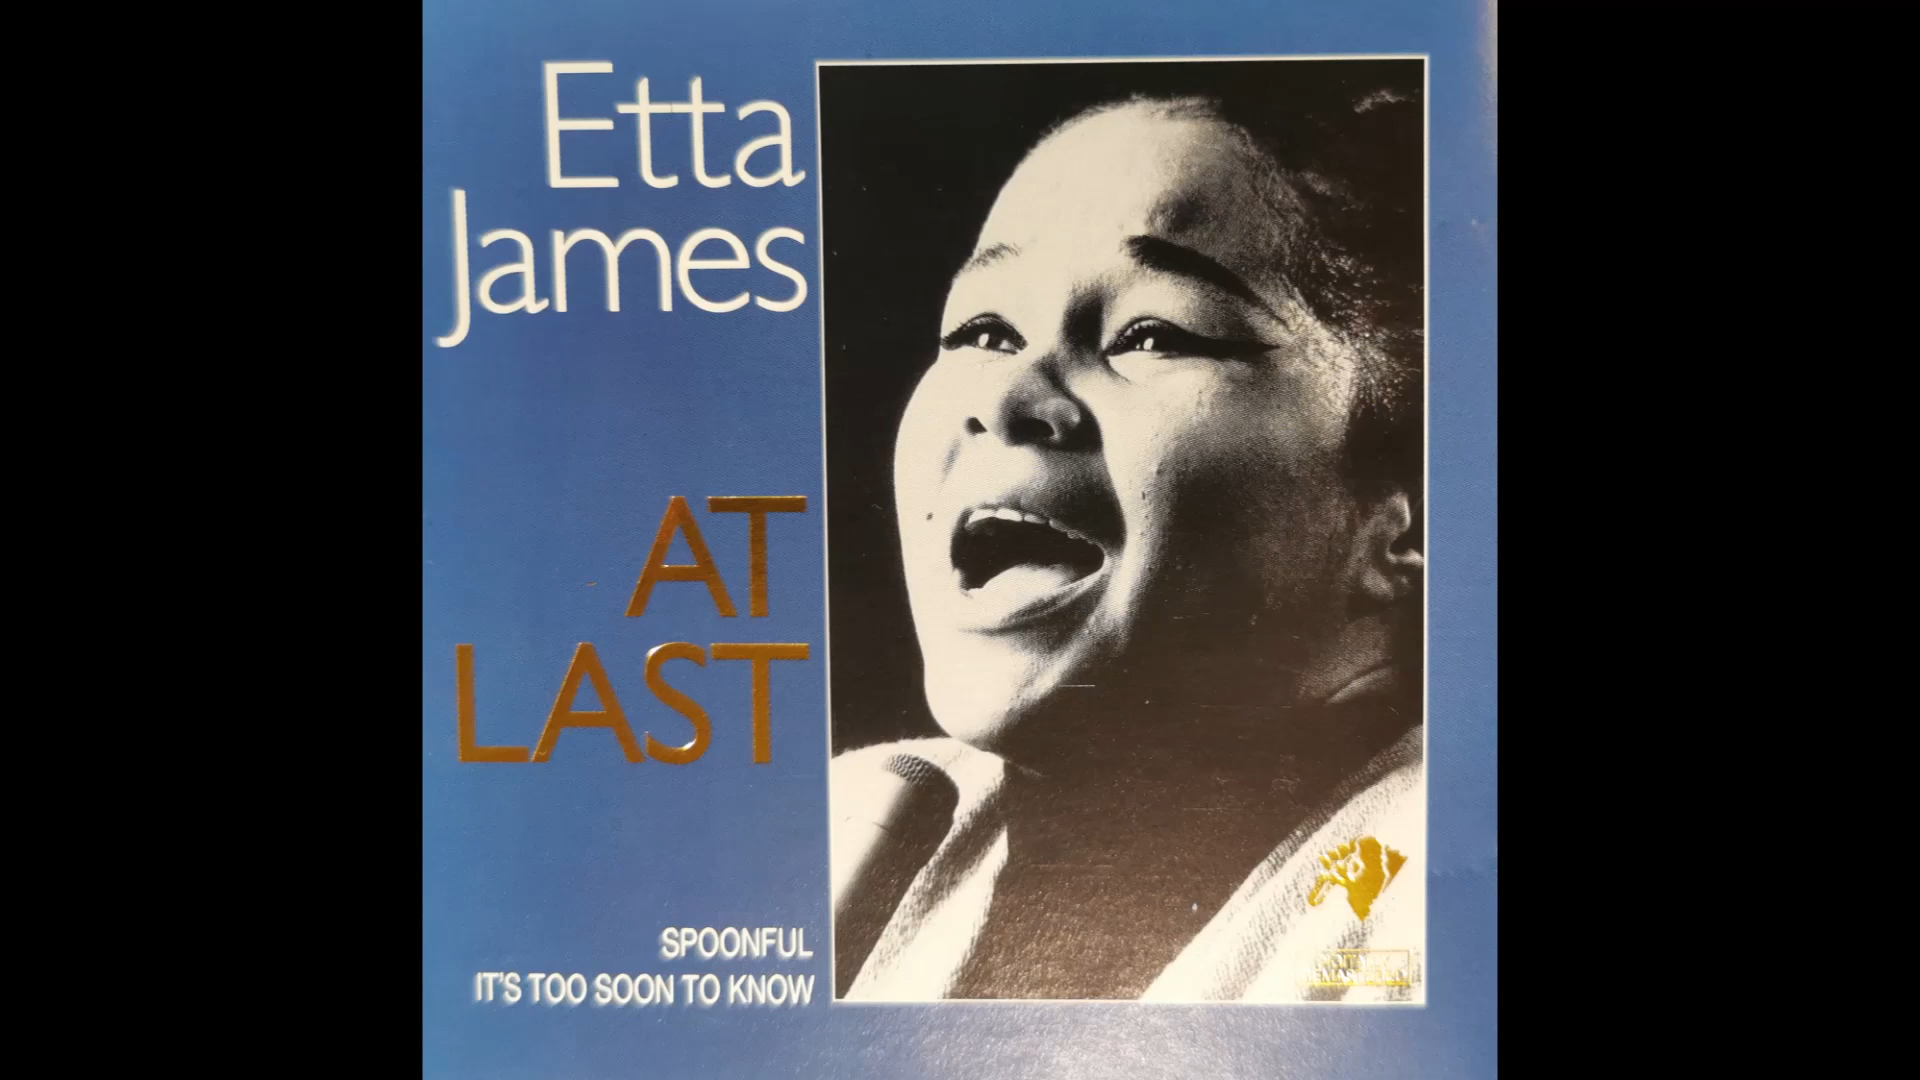 Etta
James
AT
LAST
SPOONFUL
IT'S TOO SOON TO KNOW